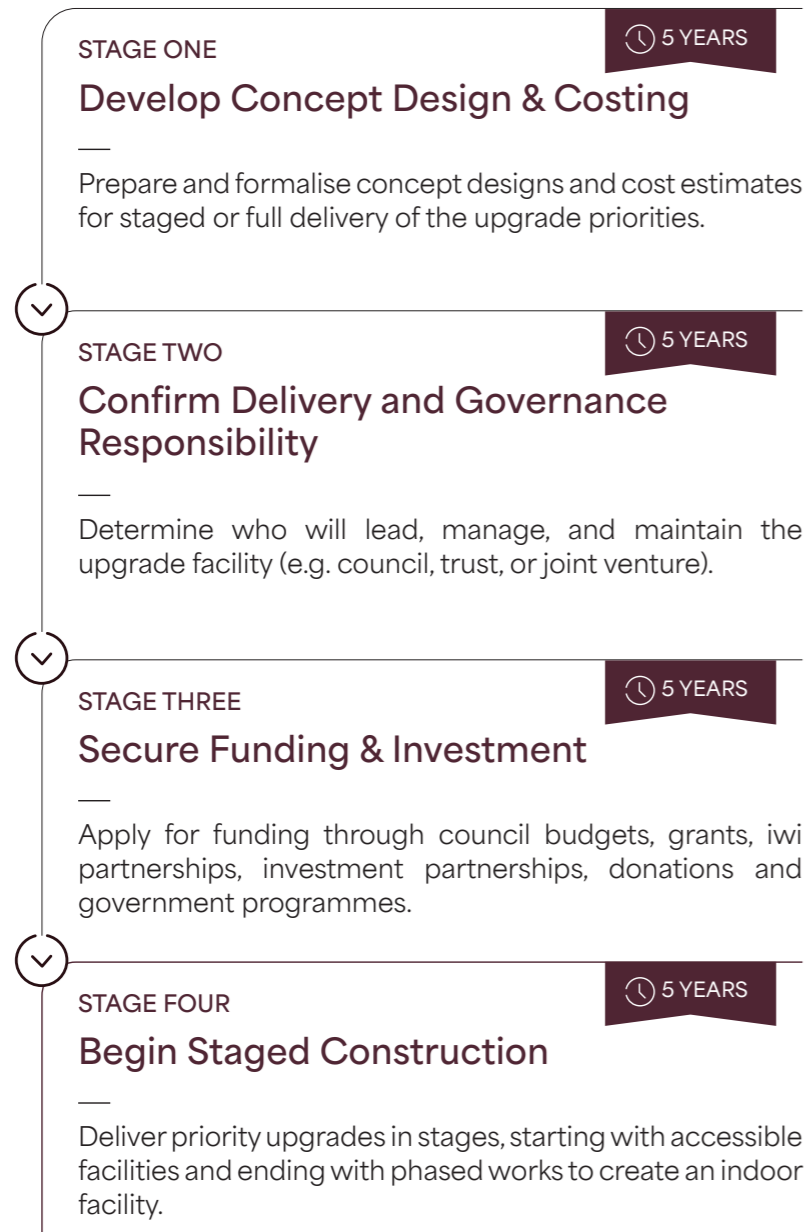 STAGE ONE
5 YEARS
Develop Concept Design & Costing
Prepare and formalise concept designs and cost estimates
for staged or full delivery of the upgrade priorities.
STAGE TWO
5 YEARS
Confirm Delivery and Governance
Responsibility
Determine who will lead, manage, and maintain the
upgrade facility (e.g. council, trust, or joint venture).
STAGE THREE
5 YEARS
Secure Funding & Investment
Apply for funding through council budgets, grants, iwi
partnerships, investment partnerships, donations and
government programmes.
STAGE FOUR
5 YEARS
Begin Staged Construction
Deliver priority upgrades in stages, starting with accessible
facilities and ending with phased works to create an indoor
facility.